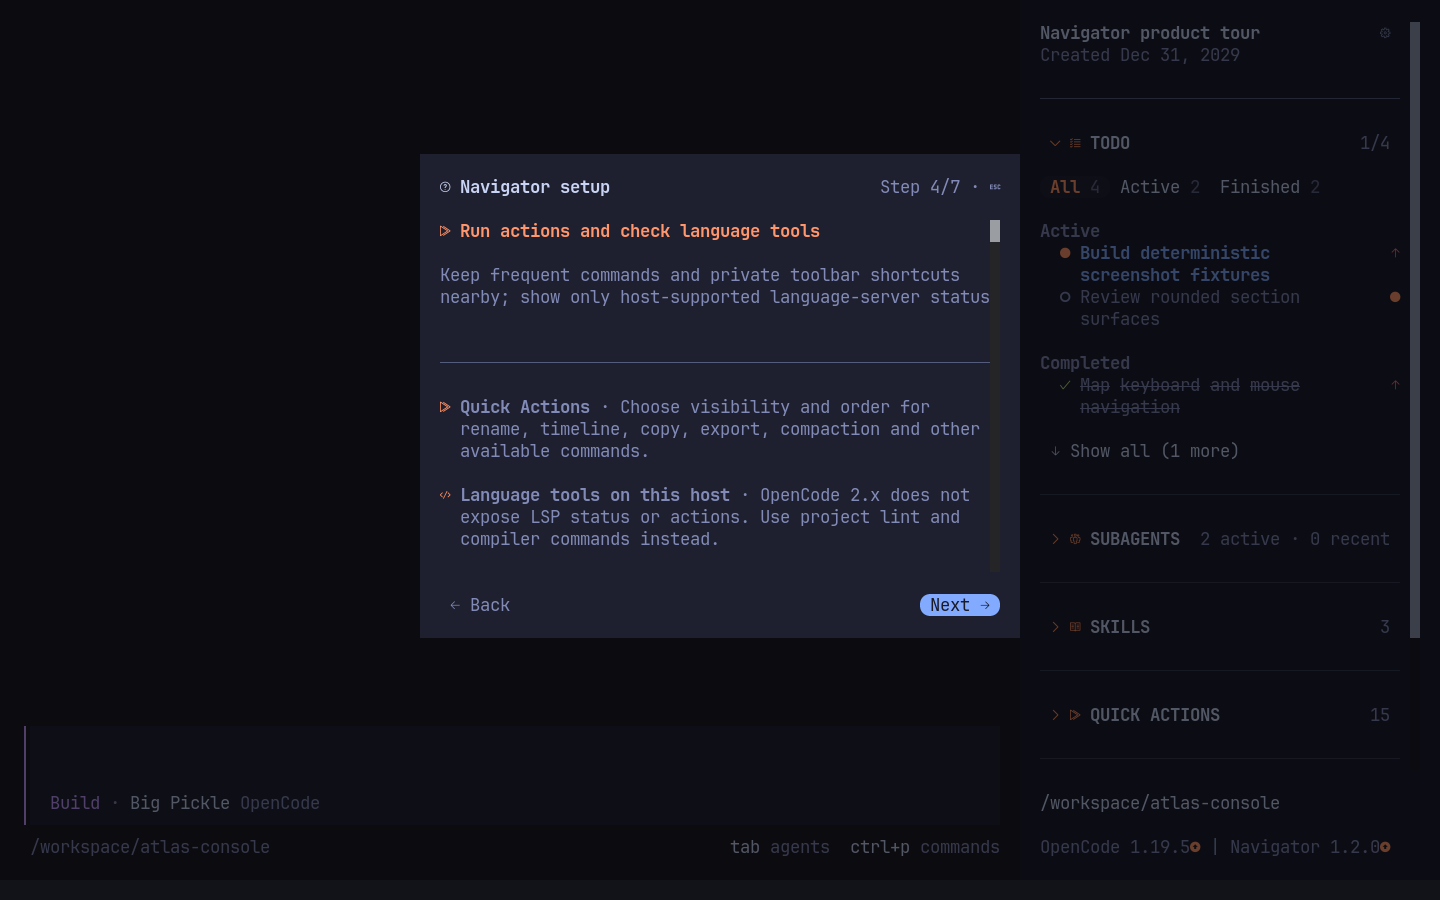 Navigator setup
Step 4/7 · ESC
Run actions and check language tools
Keep frequent commands and private toolbar shortcuts
nearby; show only host-supported language-server status
Quick Actions · Choose visibility and order for
rename, timeline, copy, export, compaction and other
available commands.
Language tools on this host · OpenCode 2.x does not
expose LSP status or actions. Use project lint and
compiler commands instead.
← Back
Next →
Build · Big Pickle OpenCode
/workspace/atlas-console
tab agents ctrl+p commands
Navigator product tour
Created Dec 31, 2029
TODO 1/4
All 4 Active 2 Finished 2
Active
Build deterministic ↑
screenshot fixtures
Review rounded section
surfaces
Completed
Map keyboard and mouse ↑
navigation
↓ Show all (1 more)
SUBAGENTS 2 active · 0 recent
SKILLS 3
QUICK ACTIONS 15
/workspace/atlas-console
OpenCode 1.19.5 | Navigator 1.2.0